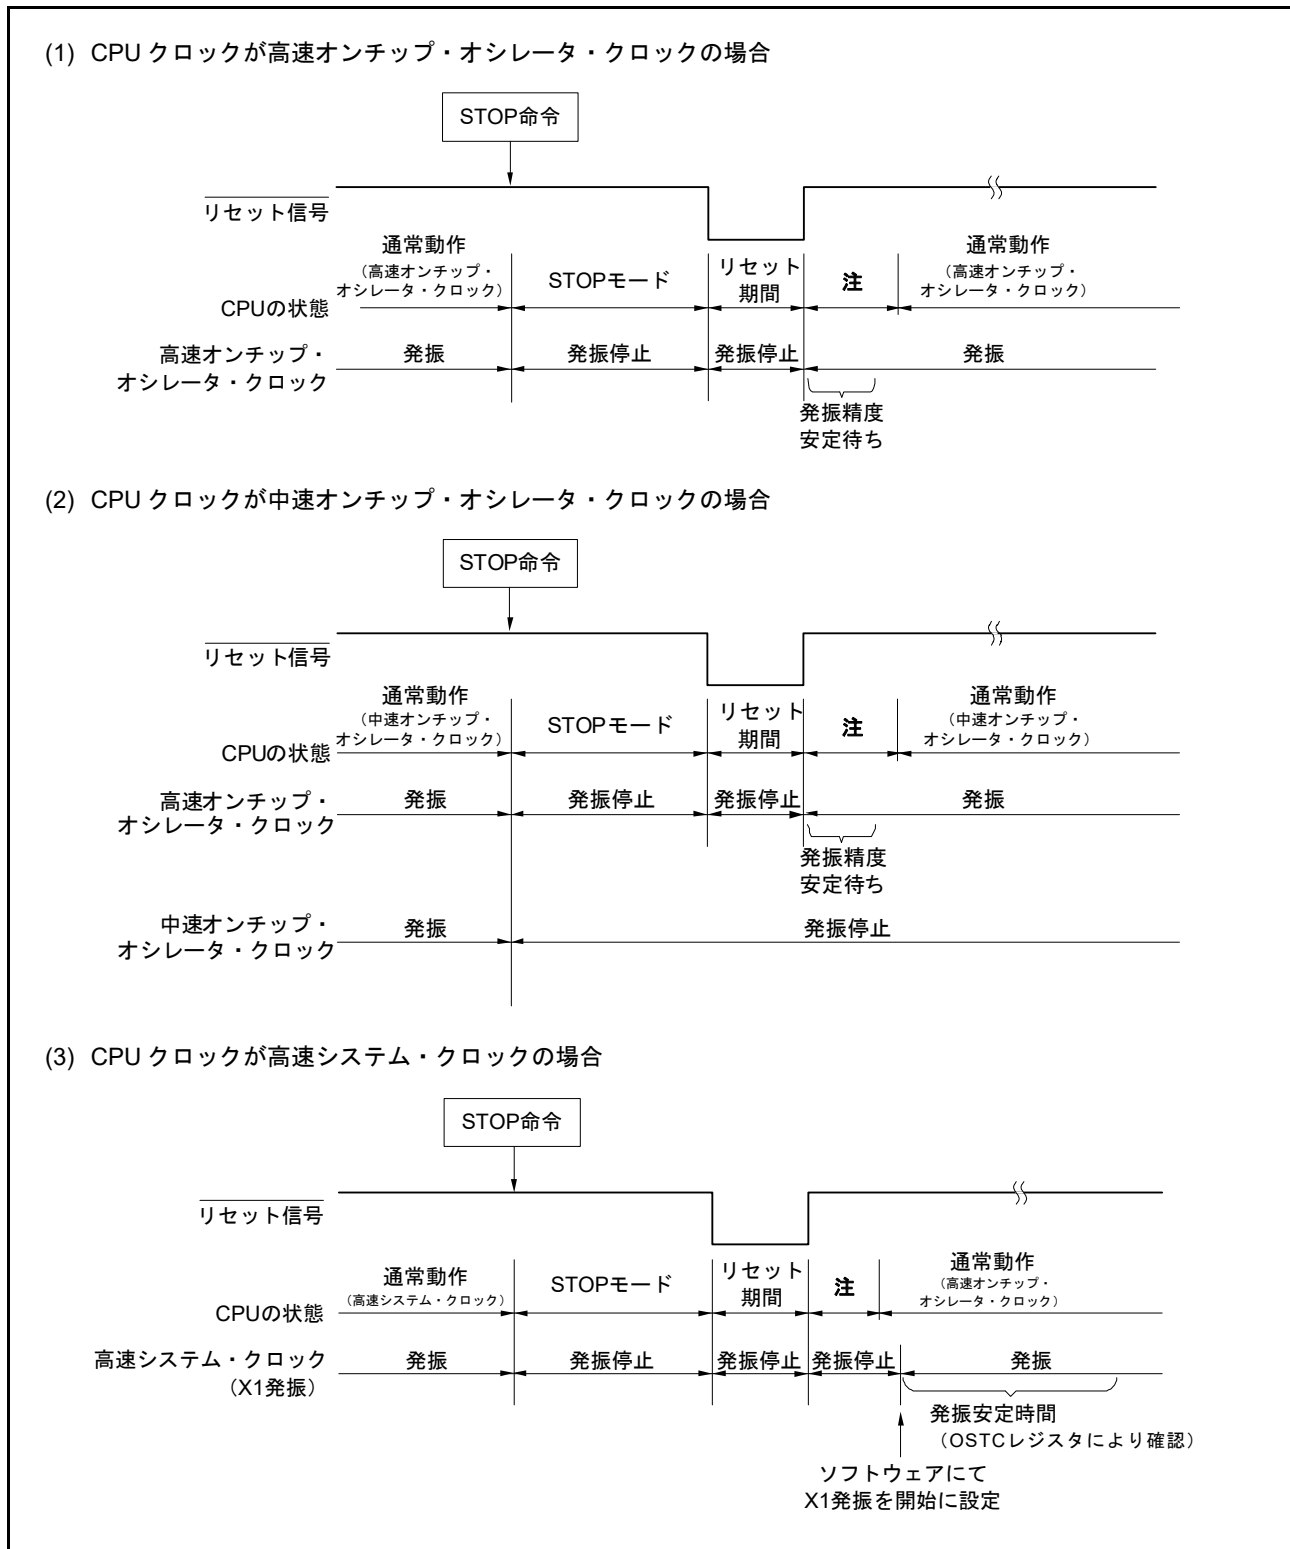 (1) CPU クロックが高速オンチップ・オシレータ・クロックの場合
STOP命令
リセット信号
通常動作
（高速オンチップ・
オシレータ・クロック）
STOPモード
リセット
期間
注
通常動作
（高速オンチップ・
オシレータ・クロック）
CPUの状態
高速オンチップ・
オシレータ・クロック
発振
発振停止
発振停止
発振
発振精度
安定待ち
(2) CPU クロックが中速オンチップ・オシレータ・クロックの場合
STOP命令
リセット信号
通常動作
（中速オンチップ・
オシレータ・クロック）
STOPモード
リセット
期間
注
通常動作
（中速オンチップ・
オシレータ・クロック）
CPUの状態
高速オンチップ・
オシレータ・クロック
発振
発振停止
発振停止
発振
発振精度
安定待ち
中速オンチップ・
オシレータ・クロック
発振
発振停止
(3) CPU クロックが高速システム・クロックの場合
STOP命令
リセット信号
通常動作
（高速システム・クロック）
STOPモード
リセット
期間
注
通常動作
（高速オンチップ・
オシレータ・クロック）
CPUの状態
高速システム・クロック
（X1発振）
発振
発振停止
発振停止
発振停止
発振
発振安定時間
（OSTCレジスタにより確認）
ソフトウェアにて
X1発振を開始に設定